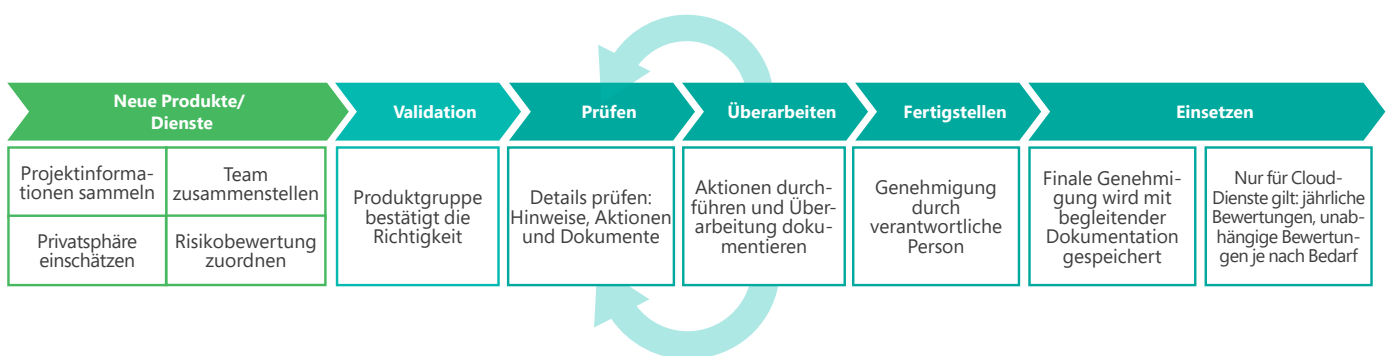 Neue Produkte/
Dienste
Validation
Prüfen
Überarbeiten
Fertigstellen
Einsetzen
Projektinforma-
tionen sammeln
Team
zusammenstellen
Privatsphäre
einschätzen
Risikobewertung
zuordnen
Produktgruppe
bestätigt die
Richtigkeit
Details prüfen:
Hinweise, Aktionen
und Dokumente
Aktionen durch-
führen und Über-
arbeitung doku-
mentieren
Genehmigung
durch
verantwortliche
Person
Finale Genehmi-
gung wird mit
begleitender
Dokumentation
gespeichert
Nur für Cloud-
Dienste gilt: jährliche
Bewertungen, unab-
hängige Bewertun-
gen je nach Bedarf